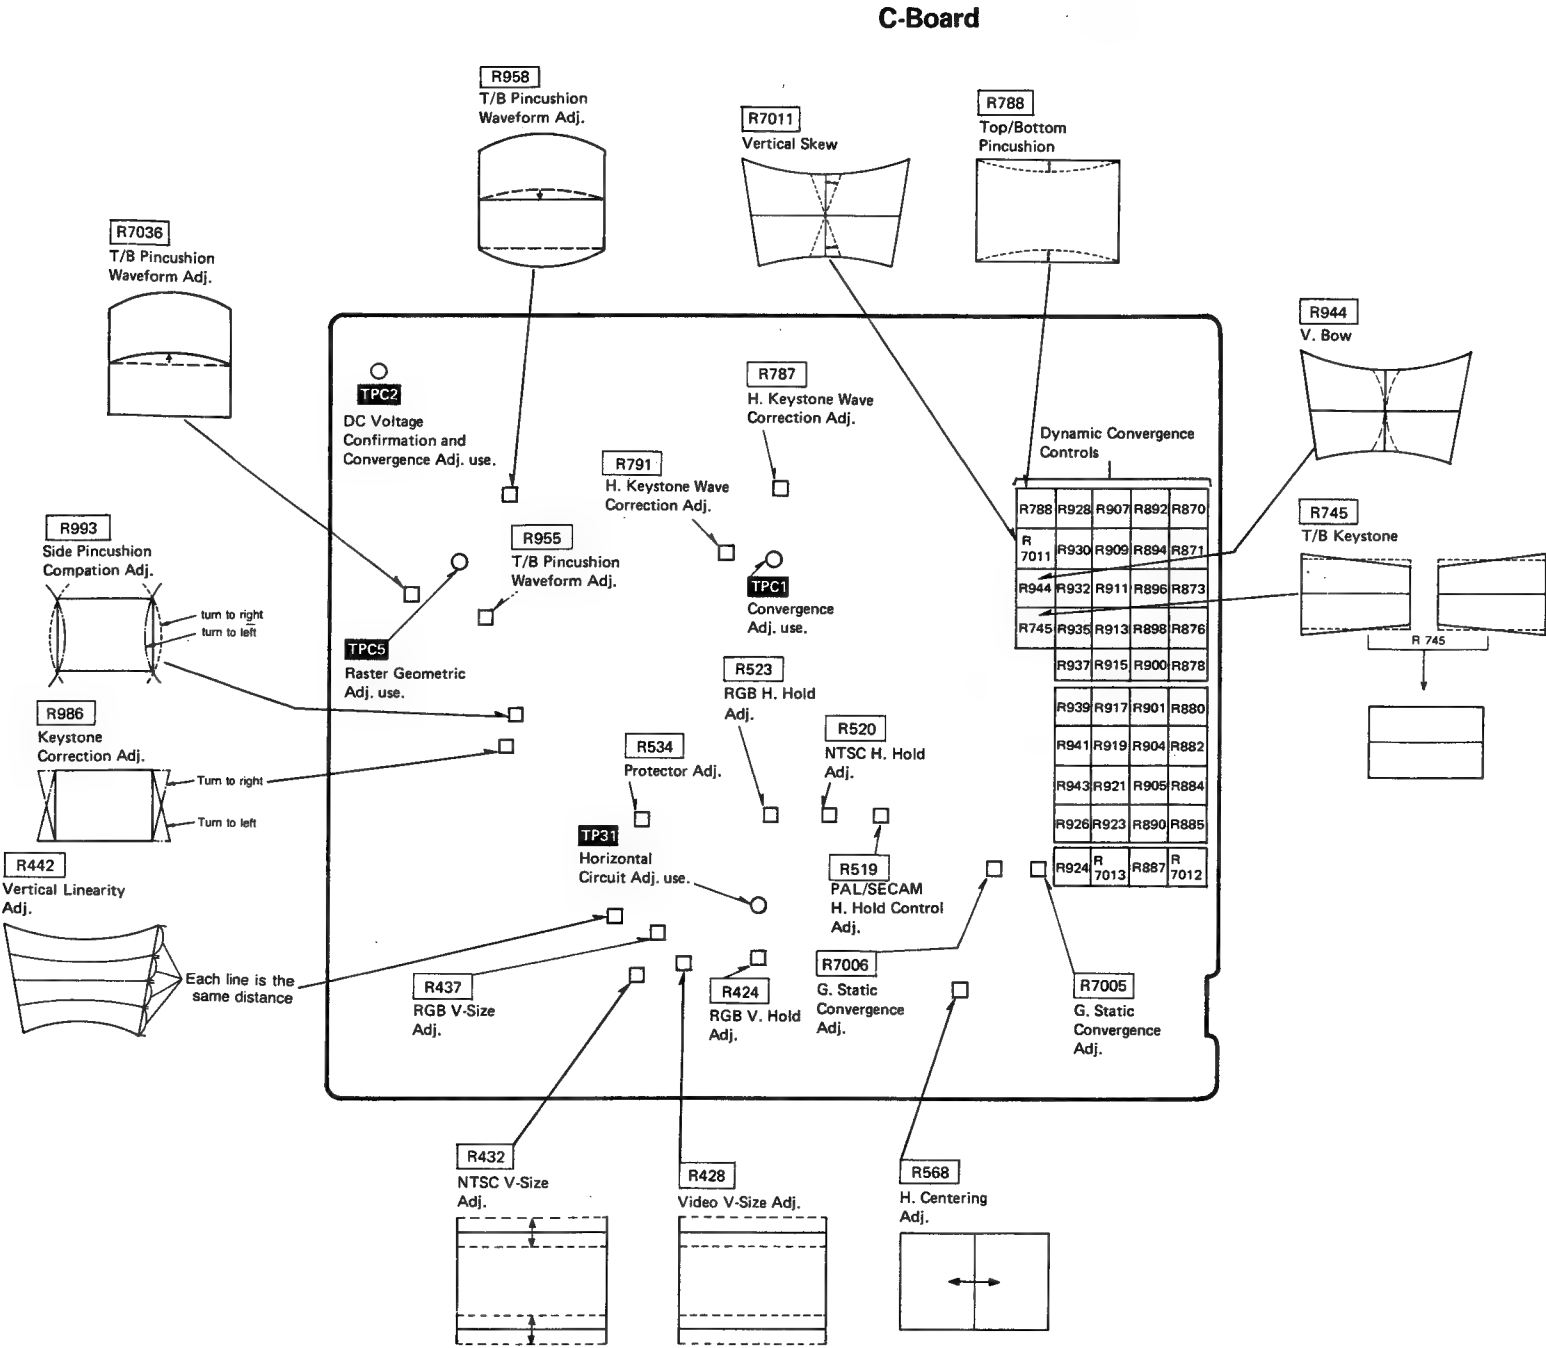 C-Board
R958
T/B Pincushion
Waveform Adj.
R7011
Vertical Skew
R788
Top/Bottom
Pincushion
R7036
T/B Pincushion
Waveform Adj.
R944
V. Bow
TPC2
DC Voltage
Confirmation and
Convergence Adj. use.
R787
H. Keystone Wave
Correction Adj.
R791
H. Keystone Wave
Correction Adj.
Dynamic Convergence
Controls
R788 R928 R907 R892 R870
R 7011 R930 R909 R894 R871
R944 R932 R911 R896 R873
R745 R935 R913 R898 R876
R937 R915 R900 R878
R939 R917 R901 R880
R941 R919 R904 R882
R943 R921 R905 R884
R926 R923 R890 R885
R924 R 7013 R887 R 7012
R745
T/B Keystone
R 745
R993
Side Pincushion
Compation Adj.
turn to right
turn to left
R955
T/B Pincushion
Waveform Adj.
TPC1
Convergence
Adj. use.
TPC5
Raster Geometric
Adj. use.
R986
Keystone
Correction Adj.
Turn to right
Turn to left
R523
RGB H. Hold
Adj.
R534
Protector Adj.
R520
NTSC H. Hold
Adj.
TP31
Horizontal
Circuit Adj. use.
R519
PAL/SECAM
H. Hold Control
Adj.
R442
Vertical Linearity
Adj.
Each line is the
same distance
R437
RGB V-Size
Adj.
R424
RGB V. Hold
Adj.
R7006
G. Static
Convergence
Adj.
R7005
G. Static
Convergence
Adj.
R432
NTSC V-Size
Adj.
R428
Video V-Size Adj.
R568
H. Centering
Adj.